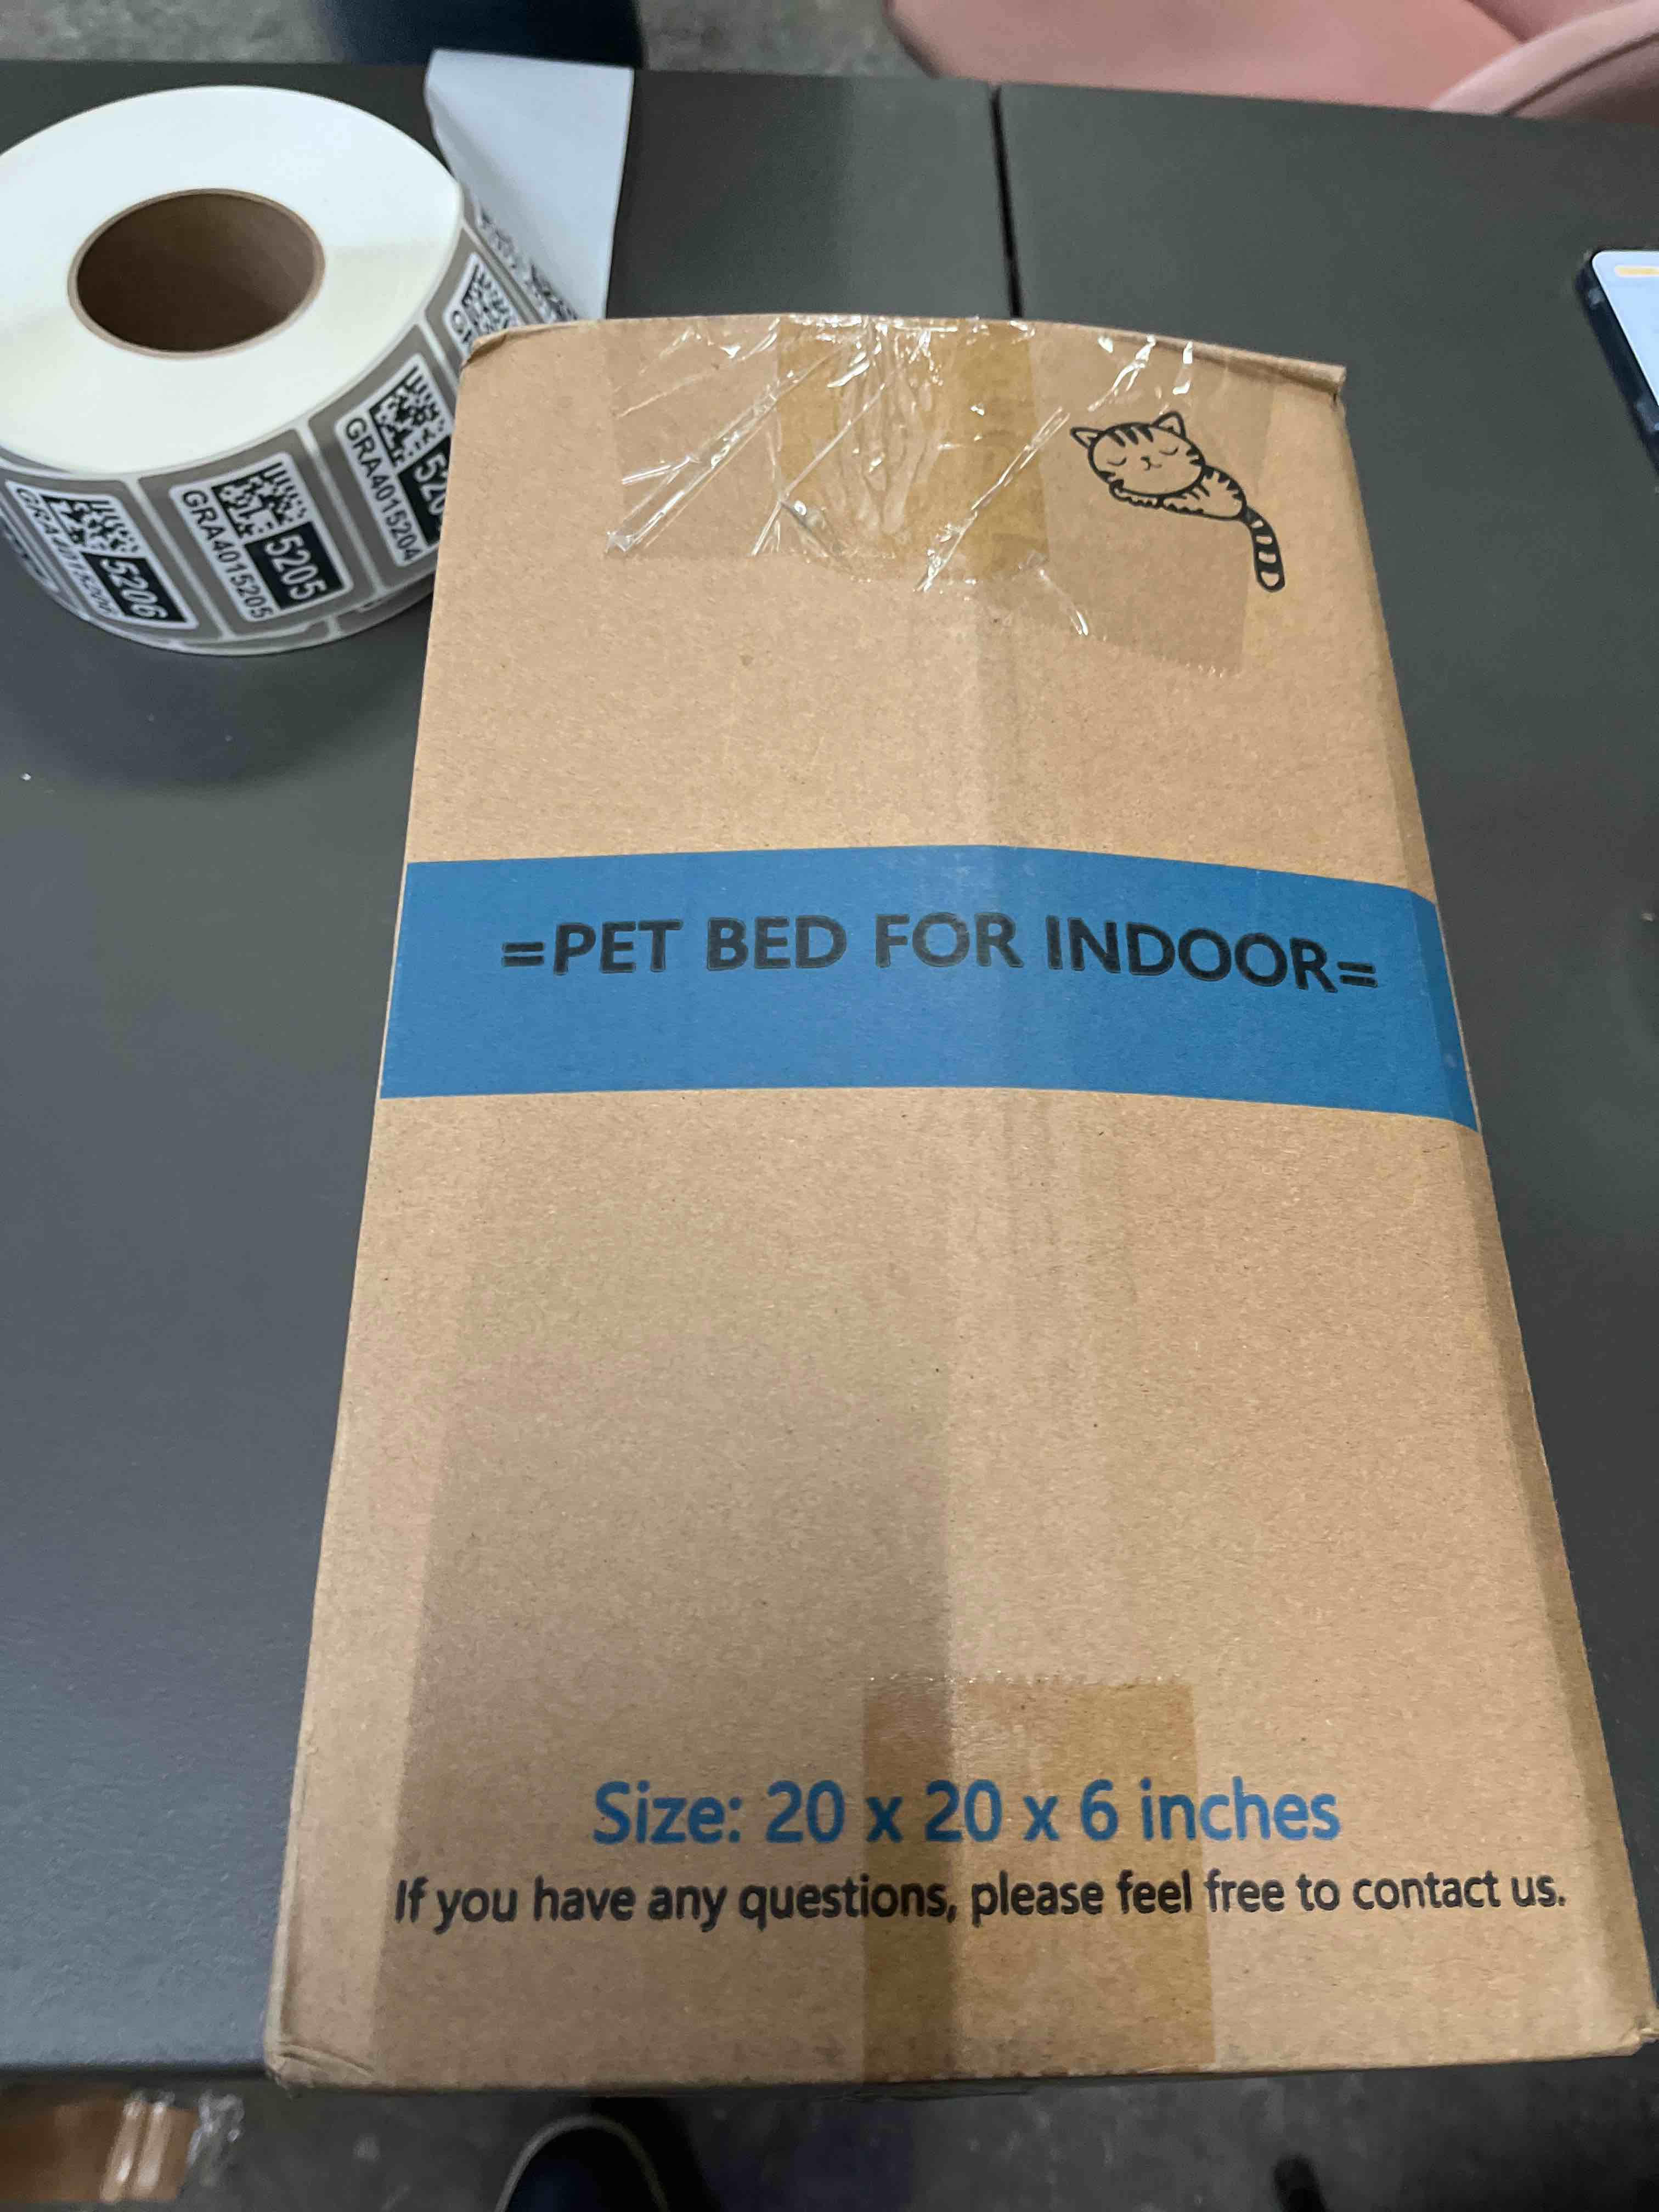 GRA4015204
GRA4015205
5205
5206
=PET BED FOR INDOOR=
Size: 20 x 20 x 6 inches
If you have any questions, please feel free to contact us.